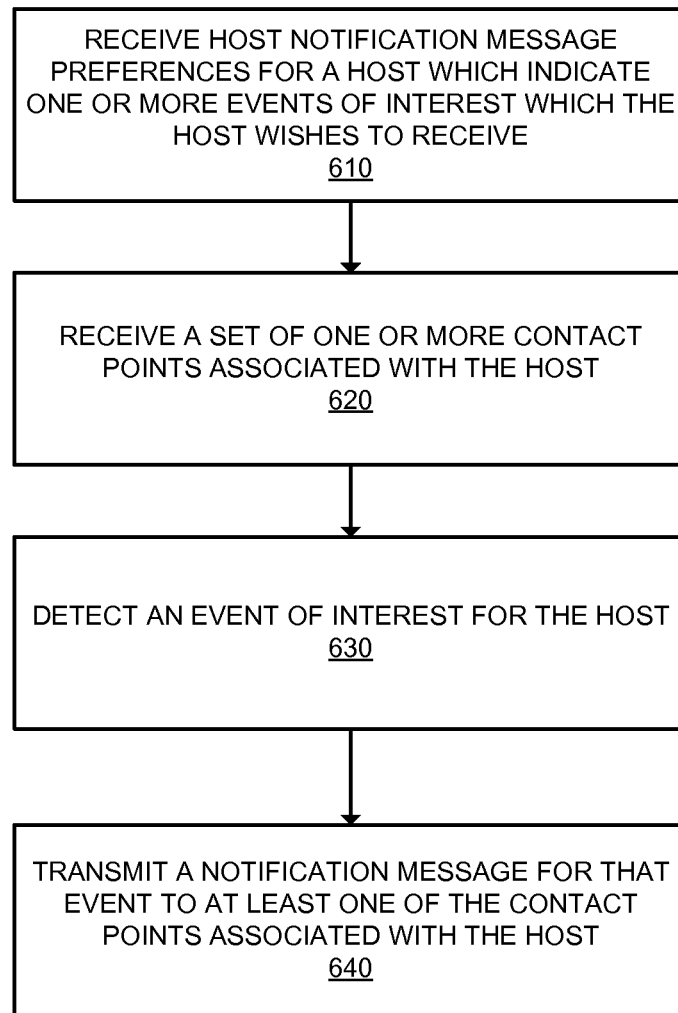 RECEIVE HOST NOTIFICATION MESSAGE
PREFERENCES FOR A HOST WHICH INDICATE
ONE OR MORE EVENTS OF INTEREST WHICH THE
HOST WISHES TO RECEIVE
610
RECEIVE A SET OF ONE OR MORE CONTACT
POINTS ASSOCIATED WITH THE HOST
620
DETECT AN EVENT OF INTEREST FOR THE HOST
630
TRANSMIT A NOTIFICATION MESSAGE FOR THAT
EVENT TO AT LEAST ONE OF THE CONTACT
POINTS ASSOCIATED WITH THE HOST
640